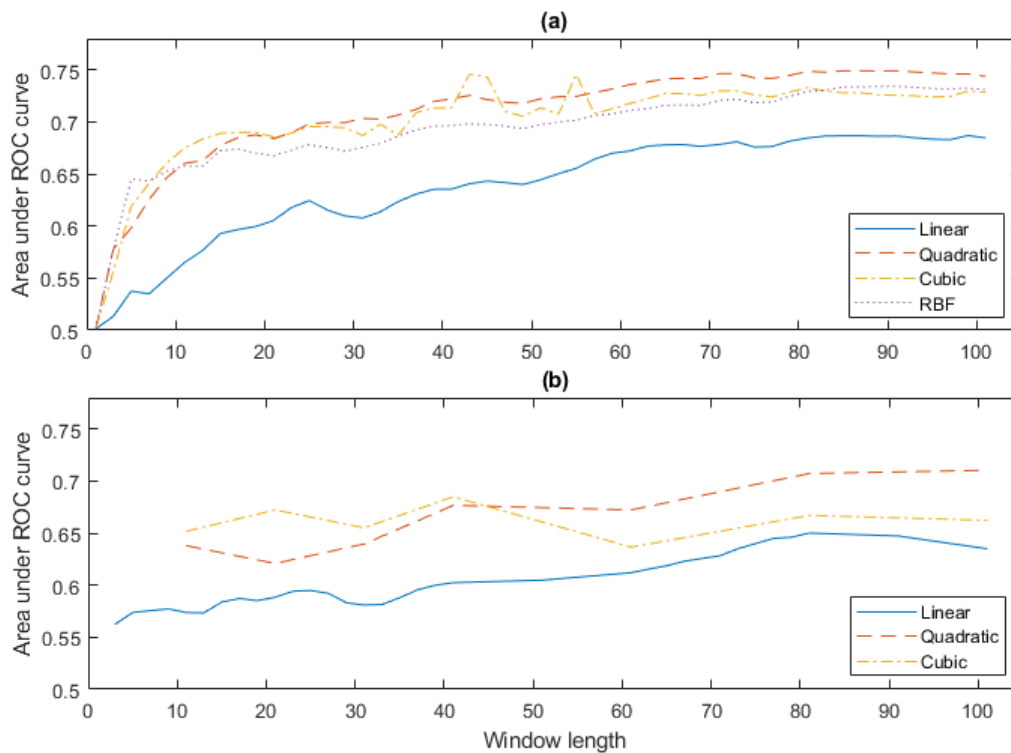 (a)
Area under ROC curve
0.75
0.7
0.65
0.6
0.55
0.5
0 10 20 30 40 50 60 70 80 90 100
Linear
Quadratic
Cubic
RBF
(b)
Area under ROC curve
0.75
0.7
0.65
0.6
0.55
0.5
0 10 20 30 40 50 60 70 80 90 100
Linear
Quadratic
Cubic
Window length